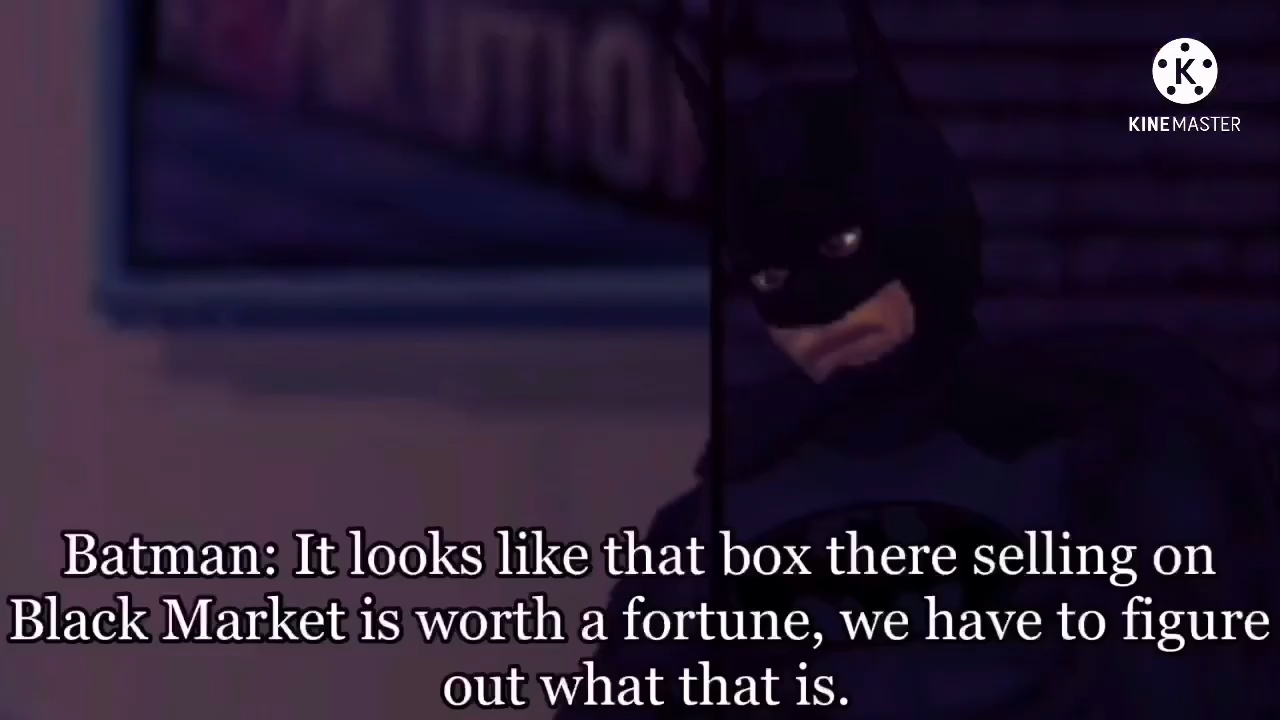 K
KINEMASTER
Batman: It looks like that box there selling on
Black Market is worth a fortune, we have to figure
out what that is.